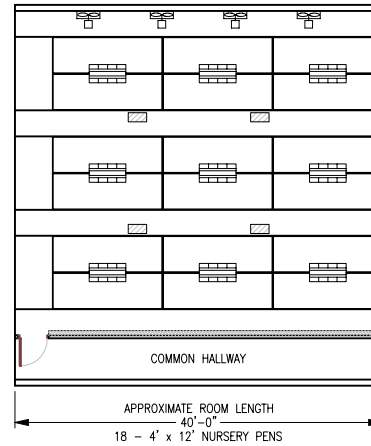 COMMON HALLWAY
APPROXIMATE ROOM LENGTH
40'-0"
18 - 4' x 12' NURSERY PENS